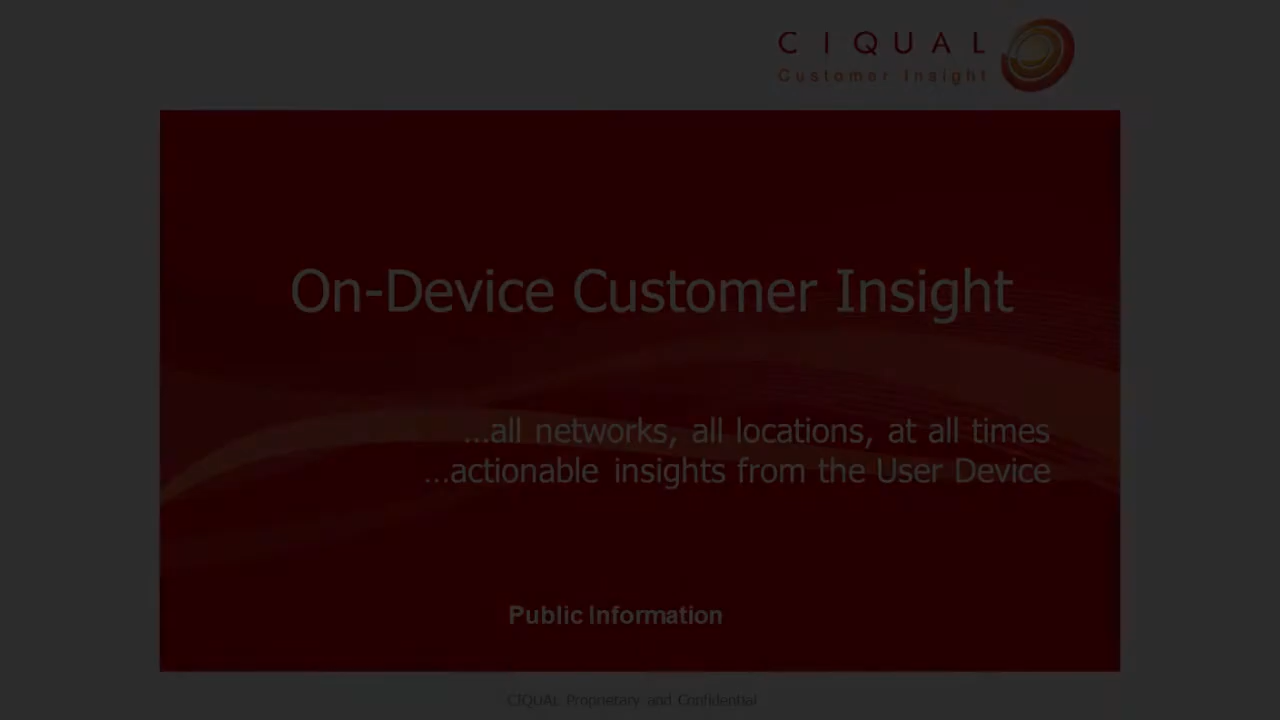 CIQUAL
Customer Insight
On-Device Customer Insight
...all networks, all locations, at all times
...actionable insights from the User Device
Public Information
CIQUAL Proprietary and Confidential